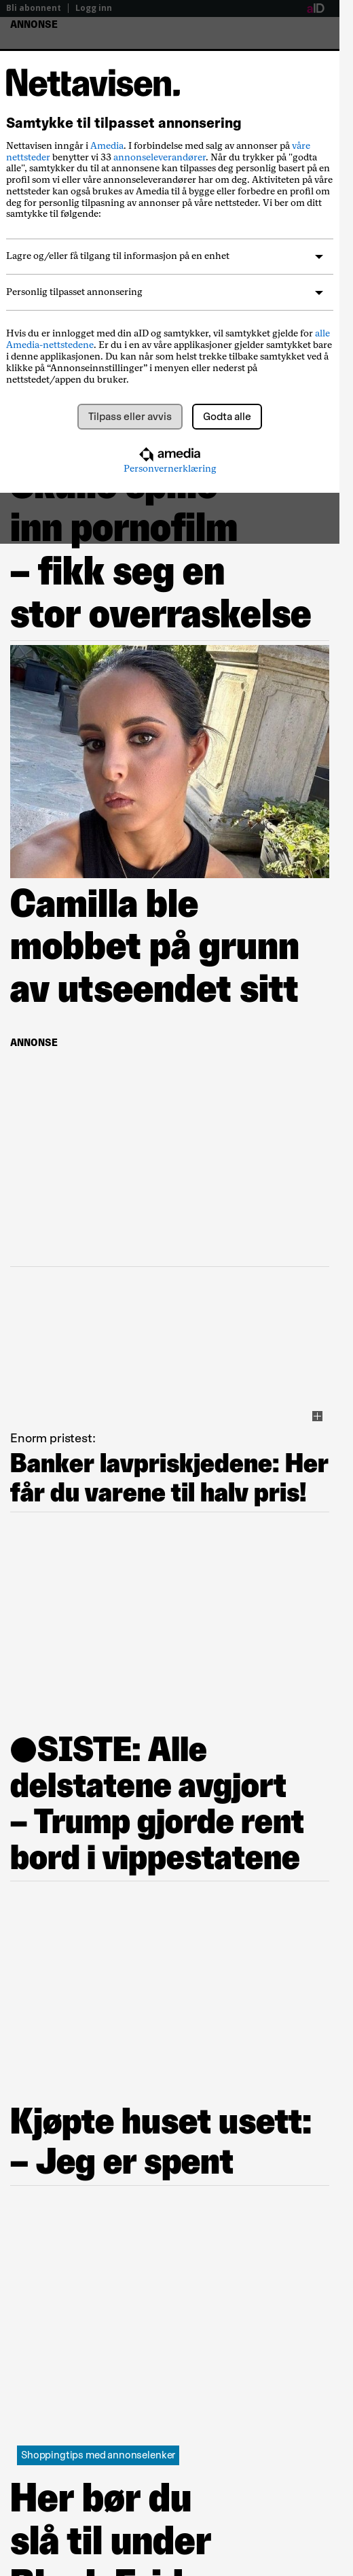 Bli abonnent | Logg inn
aID
ANNONSE
Nettavisen.
Samtykke til tilpasset annonsering
Nettavisen inngår i Amedia. I forbindelse med salg av annonser på våre
nettsteder benytter vi 33 annonseleverandører. Når du trykker på "godta
alle", samtykker du til at annonsene kan tilpasses deg personlig basert på en
profil som vi eller våre annonseleverandører har om deg. Aktiviteten på våre
nettsteder kan også brukes av Amedia til å bygge eller forbedre en profil om
deg for personlig tilpasning av annonser på våre nettsteder. Vi ber om ditt
samtykke til følgende:
Lagre og/eller få tilgang til informasjon på en enhet
Personlig tilpasset annonsering
Hvis du er innlogget med din aID og samtykker, vil samtykket gjelde for alle
Amedia-nettstedene. Er du i en av våre applikasjoner gjelder samtykket bare
i denne applikasjonen. Du kan når som helst trekke tilbake samtykket ved å
klikke på “Annonseinnstillinger” i menyen eller nederst på
nettstedet/appen du bruker.
Tilpass eller avvis
Godta alle
amedia
Personvernerklæring
Skulle spille
inn pornofilm
– fikk seg en
stor overraskelse
Camilla ble
mobbet på grunn
av utseendet sitt
ANNONSE
Enorm pristest:
Banker lavpriskjedene: Her
får du varene til halv pris!
●SISTE: Alle
delstatene avgjort
– Trump gjorde rent
bord i vippestatene
Kjøpte huset usett:
– Jeg er spent
Shoppingtips med annonselenker
Her bør du
slå til under